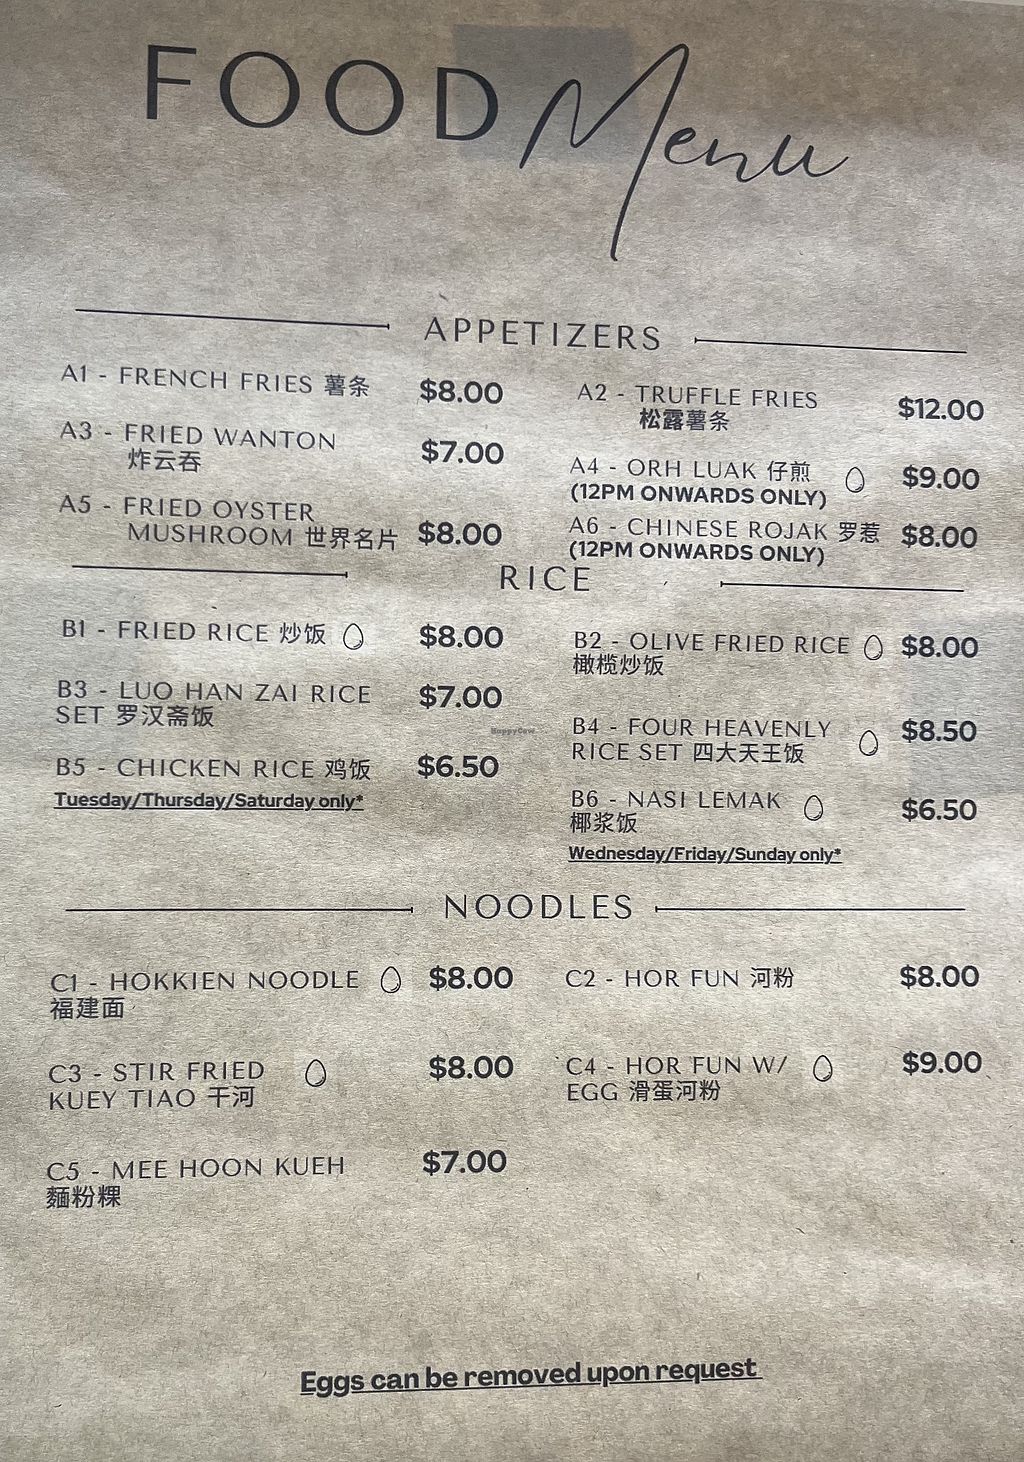 FOOD Menu
APPETIZERS
A1 - FRENCH FRIES 薯条 $8.00
A2 - TRUFFLE FRIES $12.00
松露薯条
A3 - FRIED WANTON $7.00
炸云吞
A4 - ORH LUAK 仔煎 $9.00
(12PM ONWARDS ONLY)
A5 - FRIED OYSTER
MUSHROOM 世界名片 $8.00
A6 - CHINESE ROJAK 罗惹 $8.00
(12PM ONWARDS ONLY)
RICE
B1 - FRIED RICE 炒饭 $8.00
B2 - OLIVE FRIED RICE $8.00
橄榄炒饭
B3 - LUO HAN ZAI RICE $7.00
SET 罗汉斋饭
B4 - FOUR HEAVENLY $8.50
RICE SET 四大天王饭
B5 - CHICKEN RICE 鸡饭 $6.50
Tuesday/Thursday/Saturday only*
B6 - NASI LEMAK $6.50
椰浆饭
Wednesday/Friday/Sunday only*
HappyCow
NOODLES
C1 - HOKKIEN NOODLE $8.00
福建面
C2 - HOR FUN 河粉 $8.00
C3 - STIR FRIED $8.00
KUEY TIAO 干河
C4 - HOR FUN W/ $9.00
EGG 滑蛋河粉
C5 - MEE HOON KUEH $7.00
麵粉粿
Eggs can be removed upon request